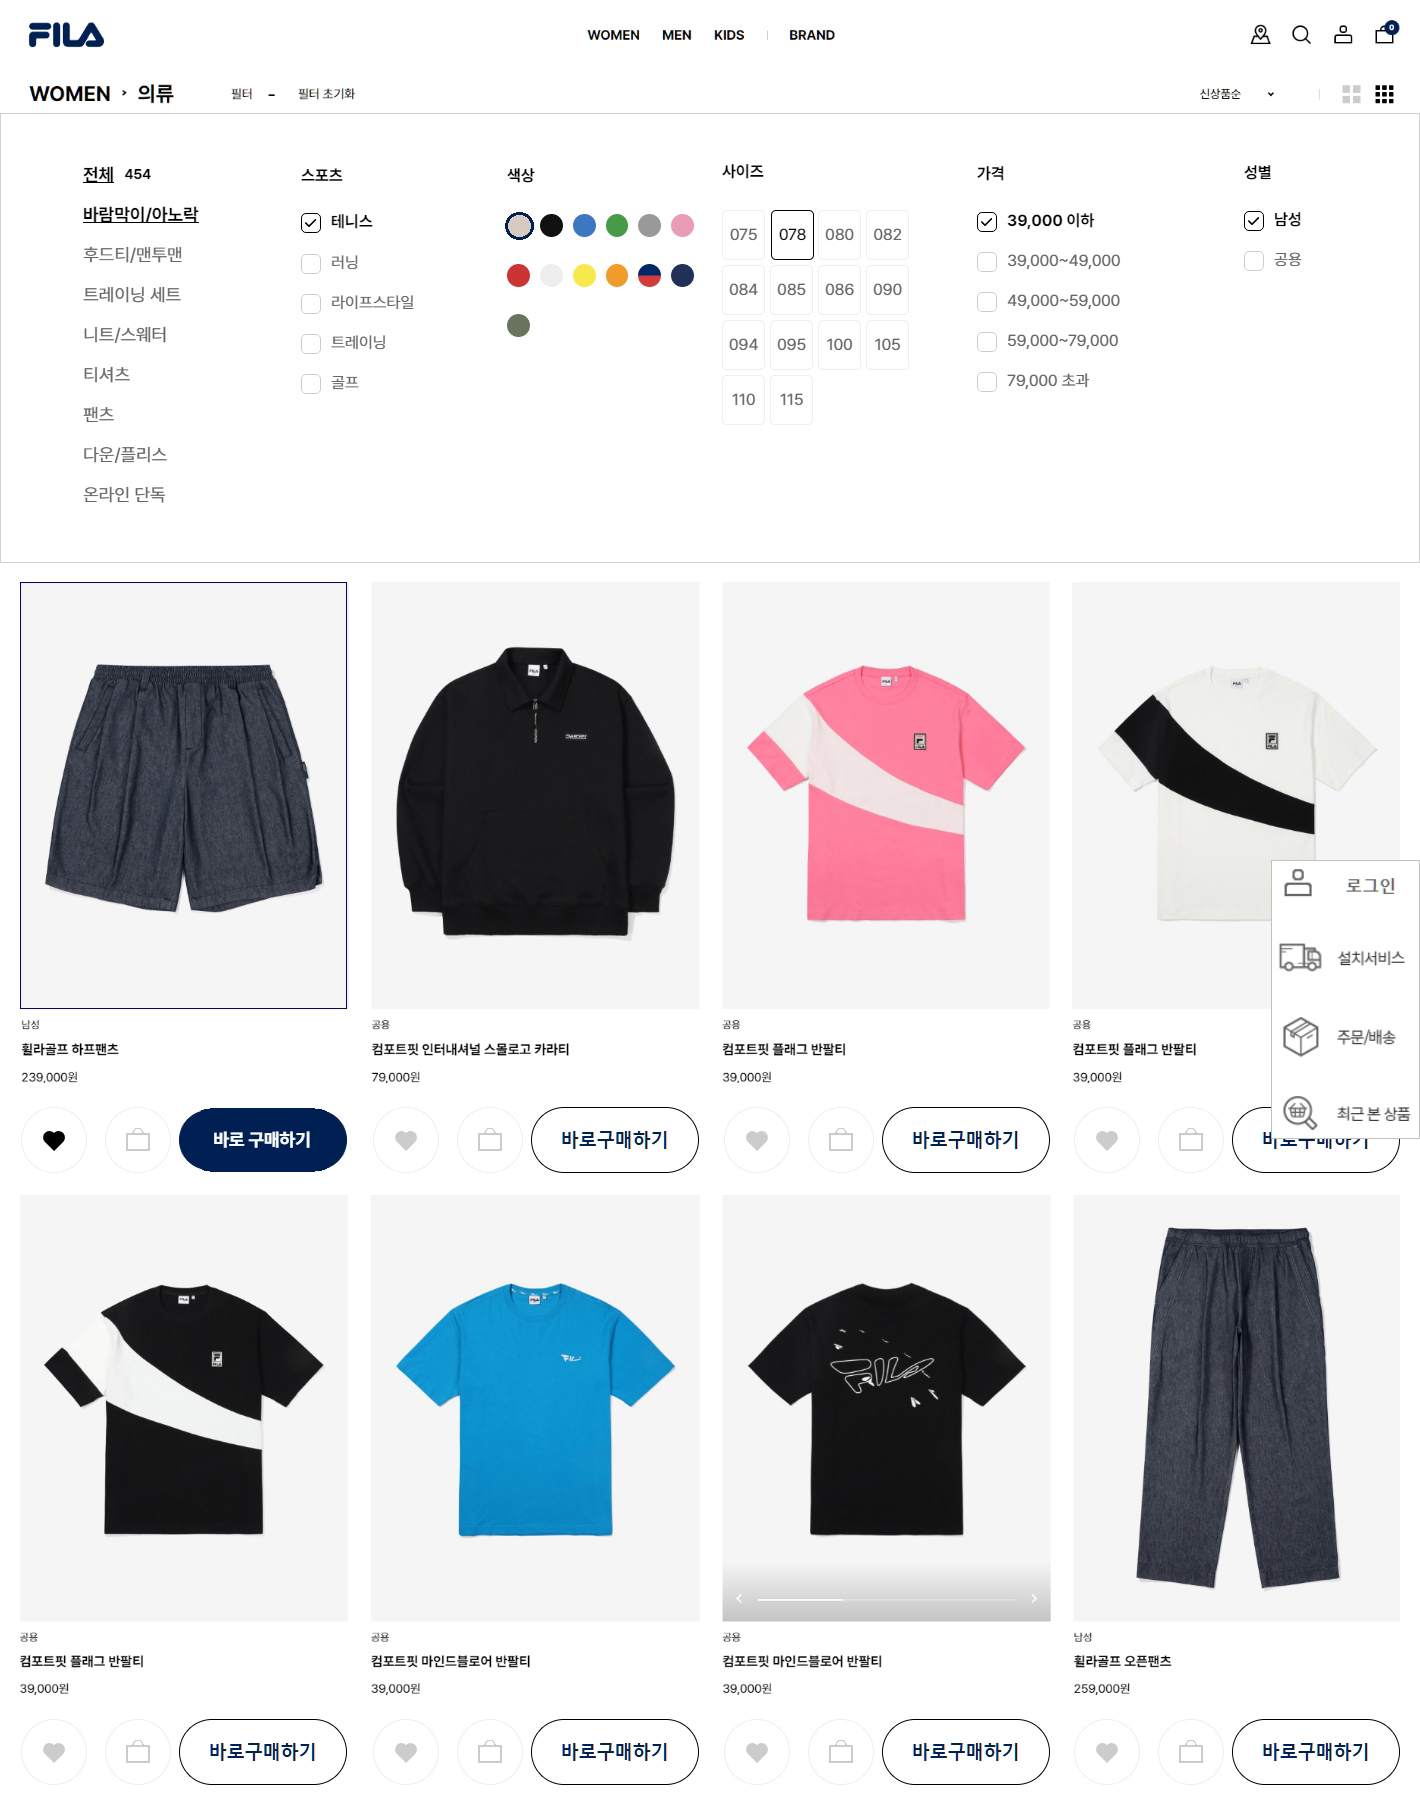 FILA
WOMEN MEN KIDS BRAND
0
WOMEN 의류 필터 필터 초기화
신상품순
전체 454
바람막이/아노락
후드티/맨투맨
트레이닝 세트
니트/스웨터
티셔츠
팬츠
다운/플리스
온라인 단독
스포츠
테니스
러닝
라이프스타일
트레이닝
골프
색상
사이즈
075 078 080 082
084 085 086 090
094 095 100 105
110 115
가격
39,000 이하
39,000~49,000
49,000~59,000
59,000~79,000
79,000 초과
성별
남성
공용
남성
휠라골프 하프팬츠
239,000원
바로 구매하기
공용
컴포트핏 인터내셔널 스몰로고 카라티
79,000원
바로구매하기
공용
컴포트핏 플래그 반팔티
39,000원
바로구매하기
공용
컴포트핏 플래그 반팔티
39,000원
바로구매하기
로그인
설치서비스
주문/배송
최근 본 상품
공용
컴포트핏 플래그 반팔티
39,000원
바로구매하기
공용
컴포트핏 마인드블로어 반팔티
39,000원
바로구매하기
FILA
공용
컴포트핏 마인드블로어 반팔티
39,000원
바로구매하기
남성
휠라골프 오픈팬츠
259,000원
바로구매하기